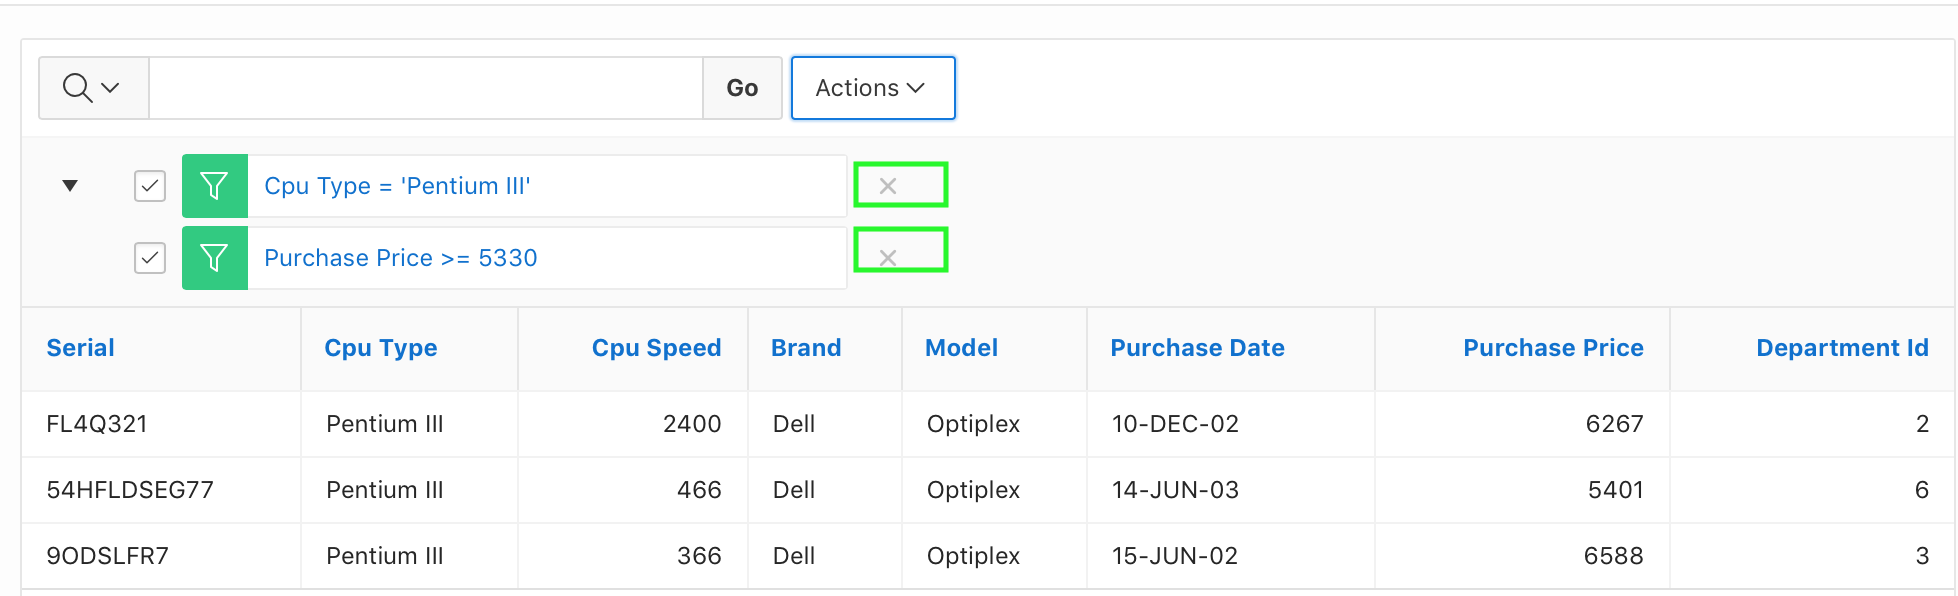 Go Actions
Cpu Type = 'Pentium III'
Purchase Price >= 5330
Serial Cpu Type Cpu Speed Brand Model Purchase Date Purchase Price Department Id
FL4Q321 Pentium III 2400 Dell Optiplex 10-DEC-02 6267 2
54HFLDSEG77 Pentium III 466 Dell Optiplex 14-JUN-03 5401 6
9ODSLFR7 Pentium III 366 Dell Optiplex 15-JUN-02 6588 3